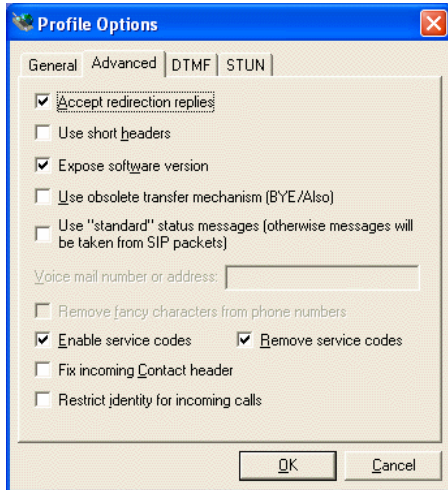 Profile Options
General Advanced DTMF STUN
Accept redirection replies
Use short headers
Expose software version
Use obsolete transfer mechanism (BYE/Also)
Use "standard" status messages (otherwise messages will
be taken from SIP packets)
Voice mail number or address:
Remove fancy characters from phone numbers
Enable service codes Remove service codes
Fix incoming Contact header
Restrict identity for incoming calls
OK Cancel